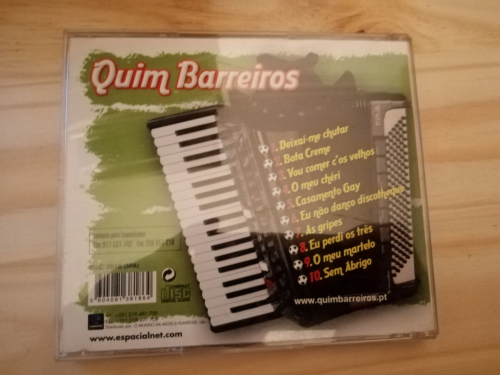 Quim Barreiros
1. Deixai-me chutar
2. Bota Creme
3. Vou comer c'os velhos
4. O meu chéri
5. Casamento Gay
6. Eu não danço discotheque
7. As gripes
8. Eu perdi os três
9. O meu martelo
10. Sem Abrigo
www.quimbarreiros.pt
DISC
www.espacialnet.com